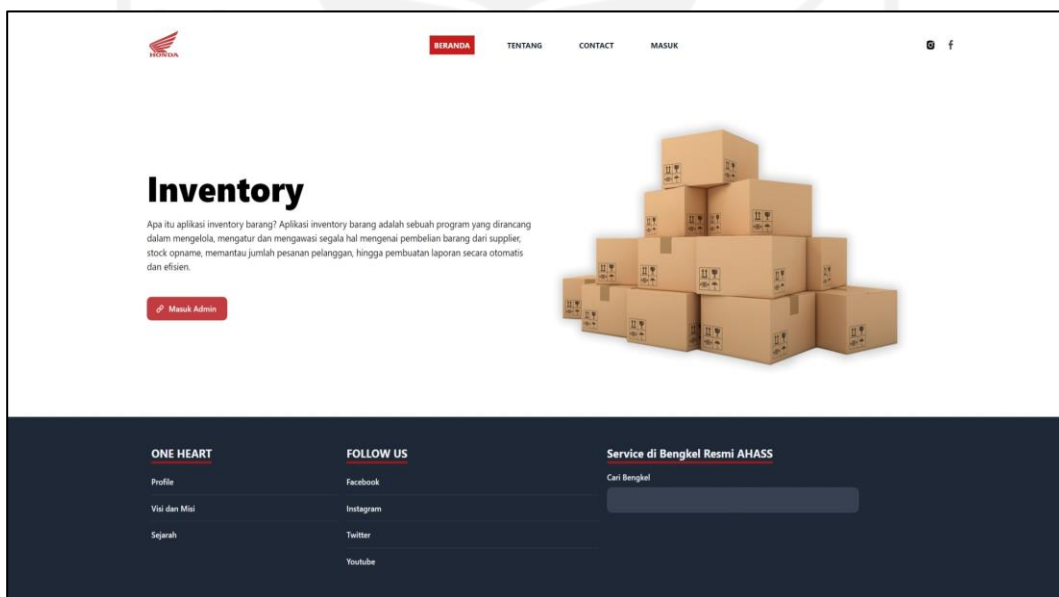 HONDA
BERANDA TENTANG CONTACT MASUK
Inventory
Apa itu aplikasi inventory barang? Aplikasi inventory barang adalah sebuah program yang dirancang
dalam mengelola, mengatur dan mengawasi segala hal mengenai pembelian barang dari supplier,
stock opname, memantau jumlah pesanan pelanggan, hingga pembuatan laporan secara otomatis
dan efisien.
Masuk Admin
ONE HEART
Profile
Visi dan Misi
Sejarah
FOLLOW US
Facebook
Instagram
Twitter
Youtube
Service di Bengkel Resmi AHASS
Cari Bengkel